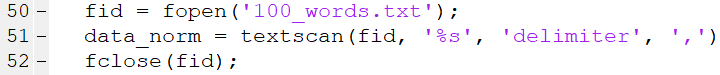 50 - fid = fopen('100_words.txt');
51 - data_norm = textscan(fid, '%s', 'delimiter', ',')
52 - fclose(fid);